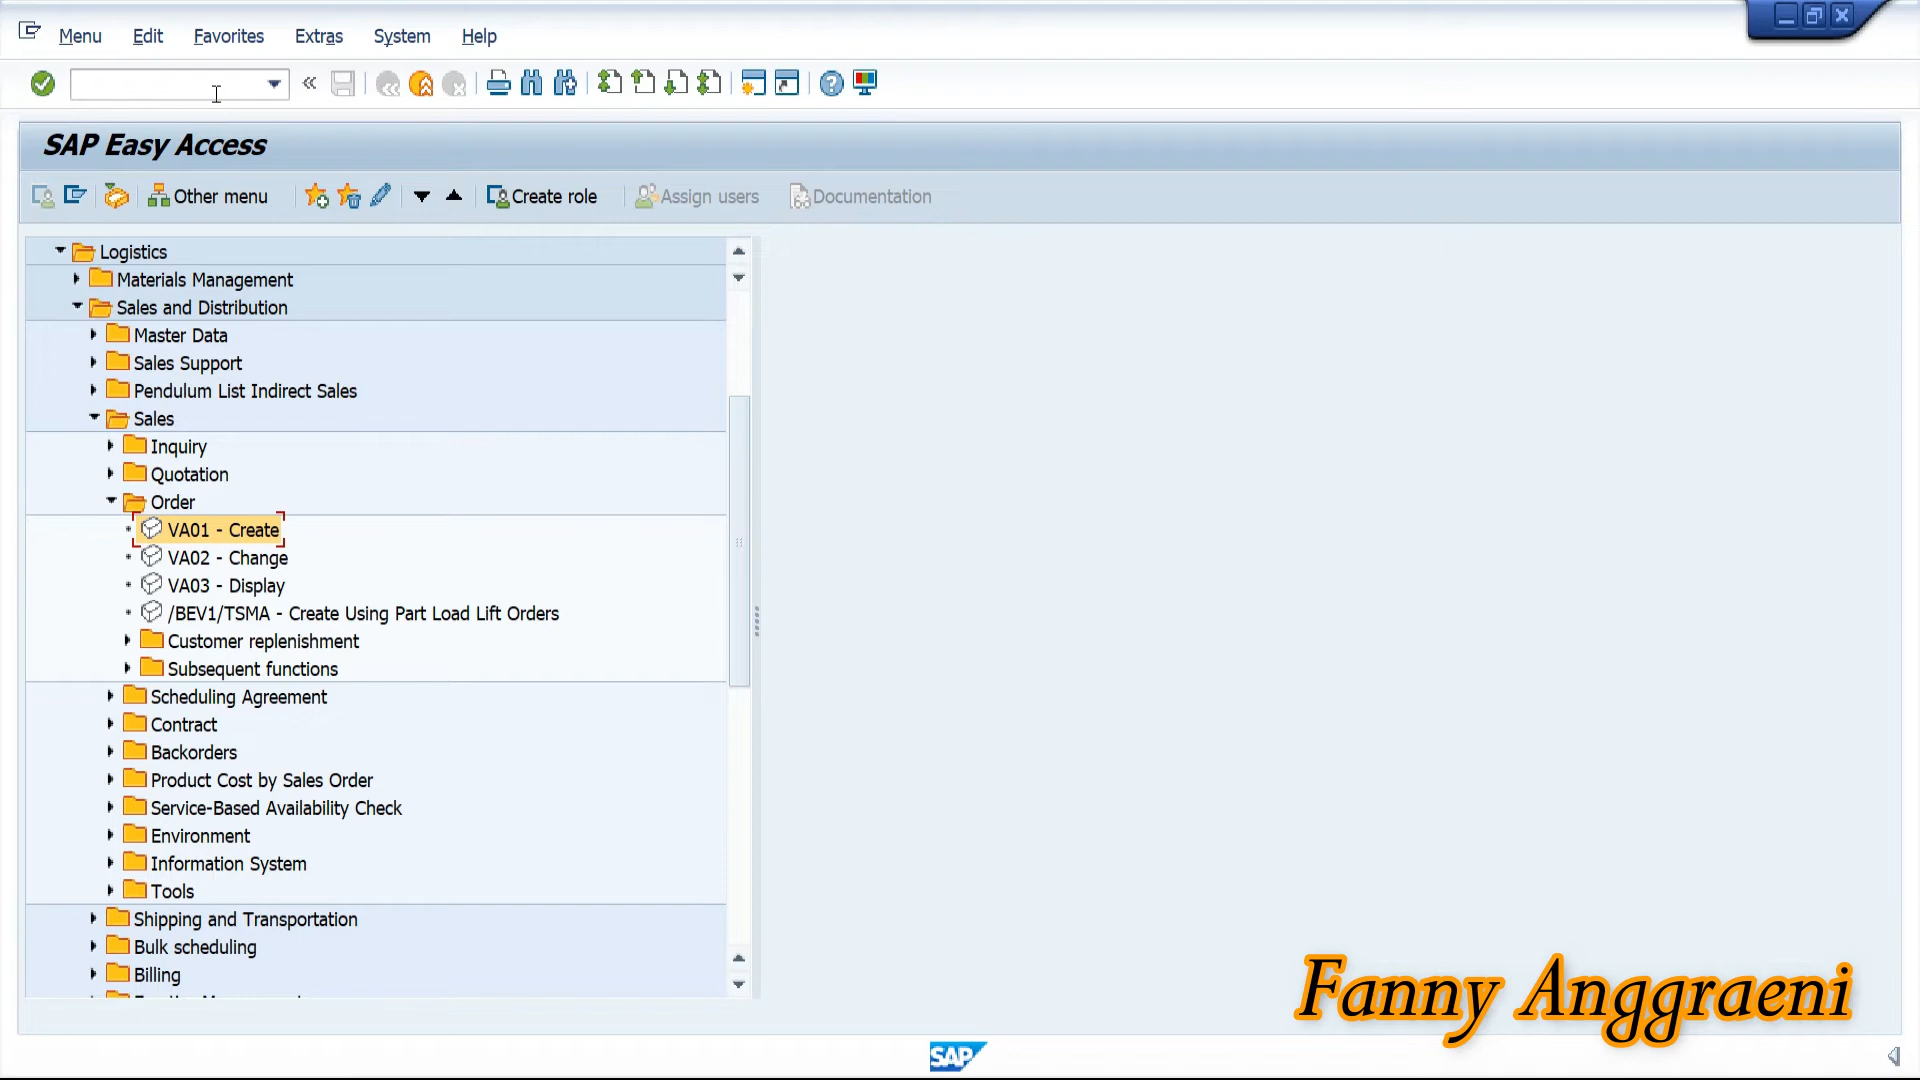 Menu Edit Favorites Extras System Help
SAP Easy Access
Other menu Create role Assign users Documentation
Logistics
Materials Management
Sales and Distribution
Master Data
Sales Support
Pendulum List Indirect Sales
Sales
Inquiry
Quotation
Order
VA01 - Create
VA02 - Change
VA03 - Display
/BEV1/TSMA - Create Using Part Load Lift Orders
Customer replenishment
Subsequent functions
Scheduling Agreement
Contract
Backorders
Product Cost by Sales Order
Service-Based Availability Check
Environment
Information System
Tools
Shipping and Transportation
Bulk scheduling
Billing
Fanny Anggraeni
SAP